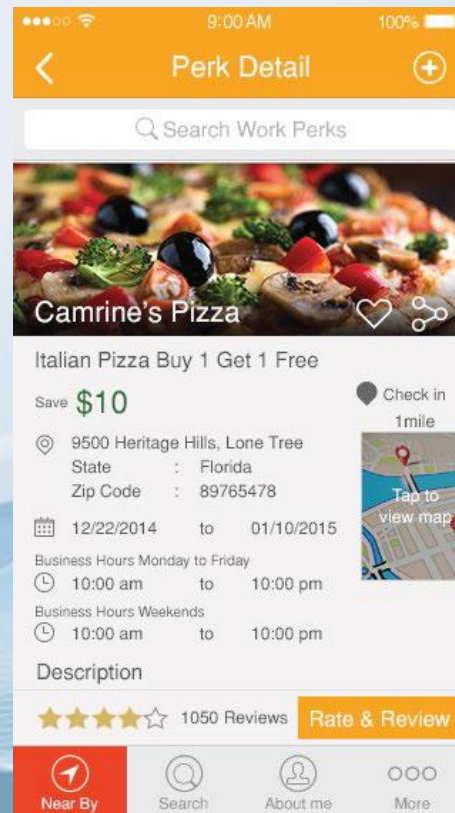 9:00 AM 100%
Perk Detail
Search Work Perks
Camrine's Pizza
Italian Pizza Buy 1 Get 1 Free
Save $10
Check in
1mile
9500 Heritage Hills, Lone Tree
State : Florida
Zip Code : 89765478
Tap to
view map
12/22/2014 to 01/10/2015
Business Hours Monday to Friday
10:00 am to 10:00 pm
Business Hours Weekends
10:00 am to 10:00 pm
Description
1050 Reviews Rate & Review
Near By Search About me More